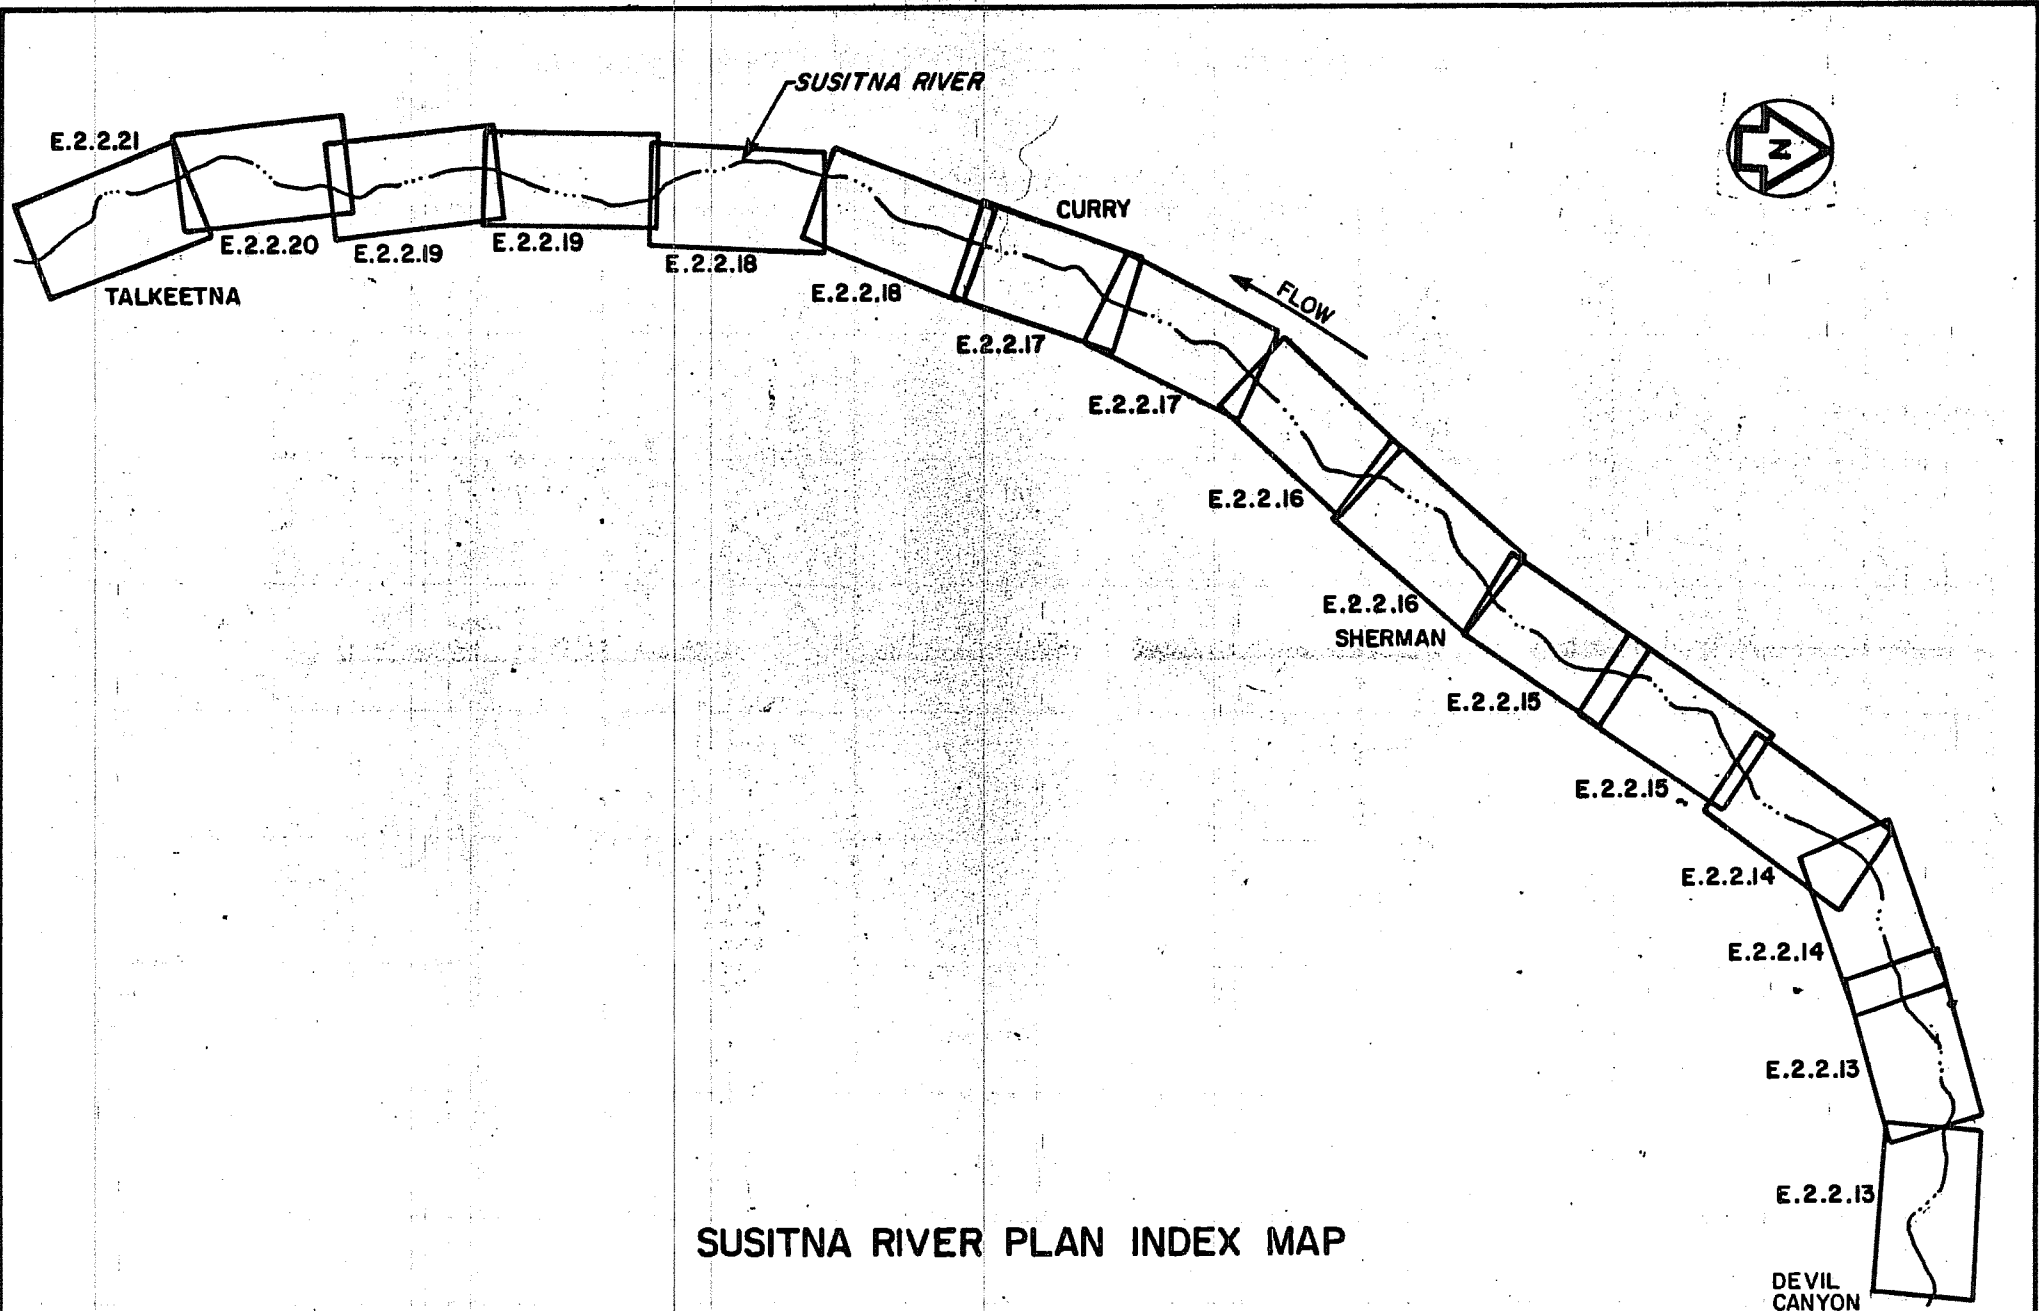 SUSITNA RIVER
N
E.2.2.21
E.2.2.20
E.2.2.19
E.2.2.19
E.2.2.18
TALKEETNA
E.2.2.18
CURRY
FLOW
E.2.2.17
E.2.2.17
E.2.2.16
E.2.2.16
SHERMAN
E.2.2.15
E.2.2.15
E.2.2.14
E.2.2.14
E.2.2.13
E.2.2.13
SUSITNA RIVER PLAN INDEX MAP
DEVIL
CANYON